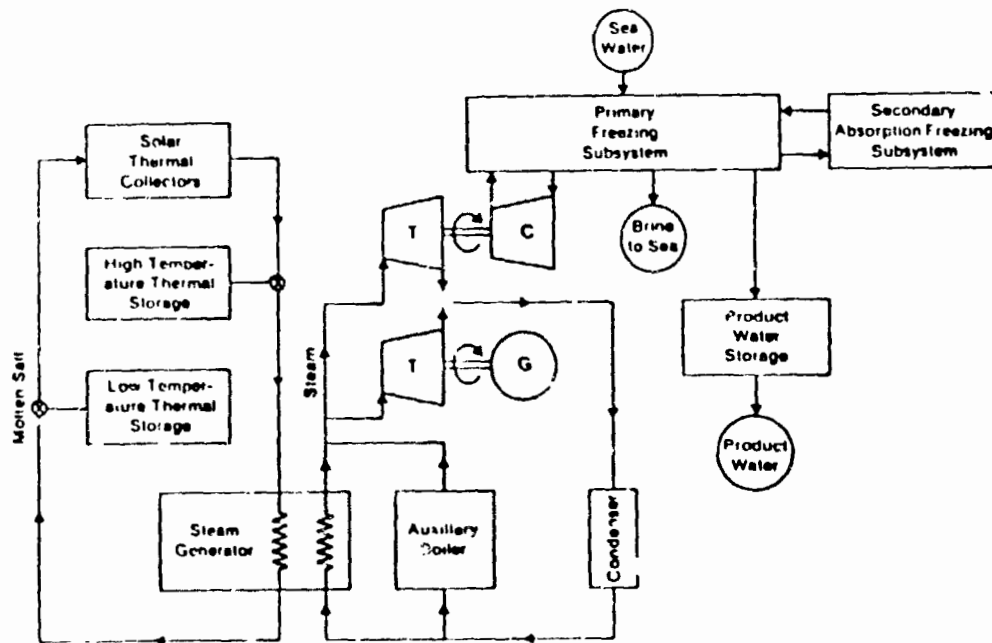 Sea
Water
Primary
Freezing
Subsystem
Secondary
Absorption Freezing
Subsystem
Solar
Thermal
Collectors
T
C
Brine
to Sea
High Temper-
ature Thermal
Storage
Product
Water
Storage
Steam
T
G
Low Temper-
ature Thermal
Storage
Molten Salt
Product
Water
Steam
Generator
Auxillary
Boiler
Condenser